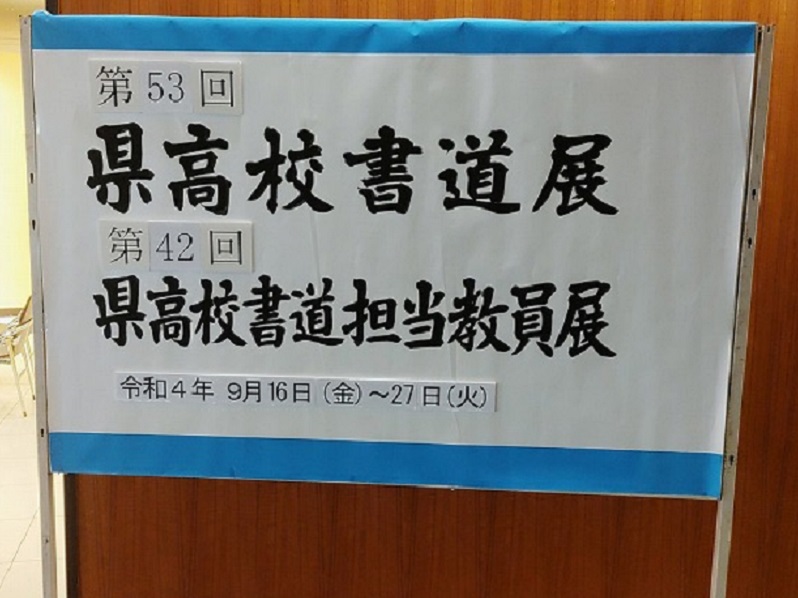 第53回
県高校書道展
第42回
県高校書道担当教員展
令和4年 9月16日(金)～27日(火)